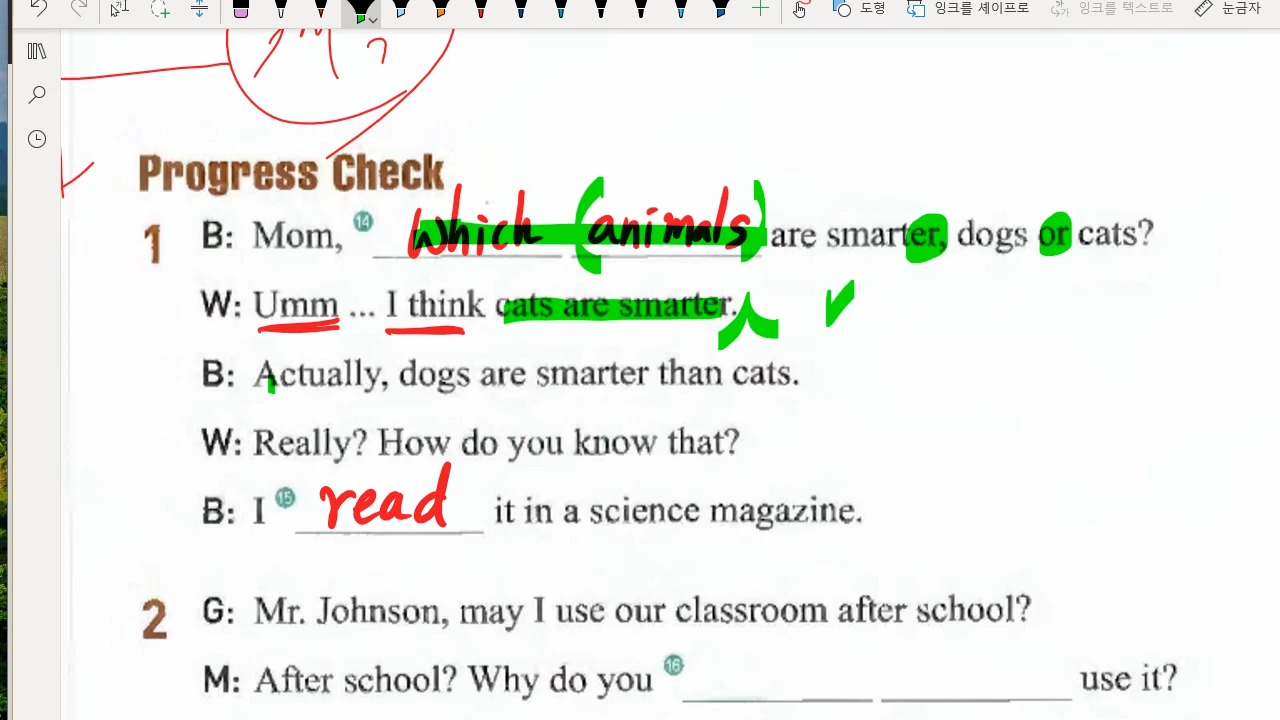 도형 잉크를 셰이프로 잉크를 텍스트로 눈금자
Progress Check
1 B: Mom, 14 which (animals) are smarter, dogs or cats?
W: Umm ... I think cats are smarter.
B: Actually, dogs are smarter than cats.
W: Really? How do you know that?
B: I 15 read it in a science magazine.
2 G: Mr. Johnson, may I use our classroom after school?
M: After school? Why do you 16 use it?